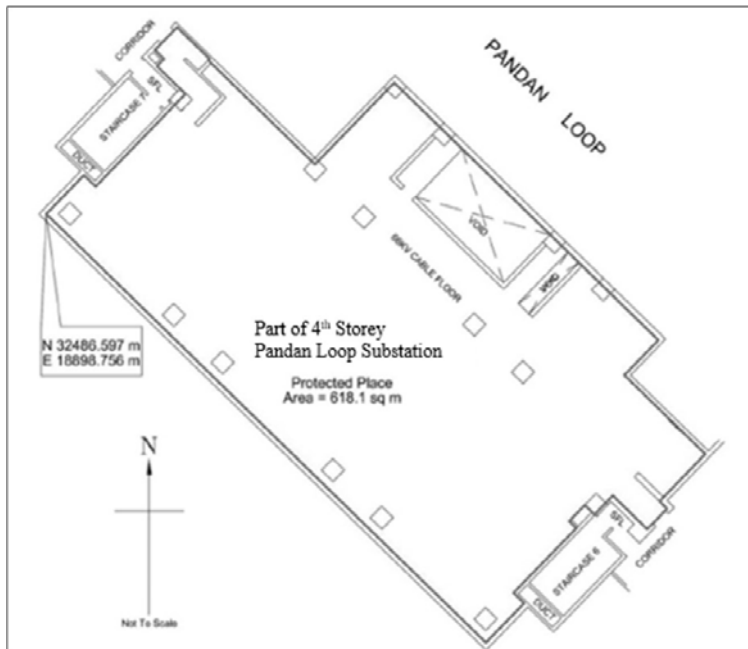 CORRIDOR
SFL
STAIRCASE 7
DUCT
PANDAN LOOP
VOID
VOID
66KV CABLE FLOOR
N 32486.597 m
E 18898.756 m
Part of 4th Storey
Pandan Loop Substation
Protected Place
Area = 618.1 sq m
N
Not To Scale
SFL
CORRIDOR
STAIRCASE 6
DUCT